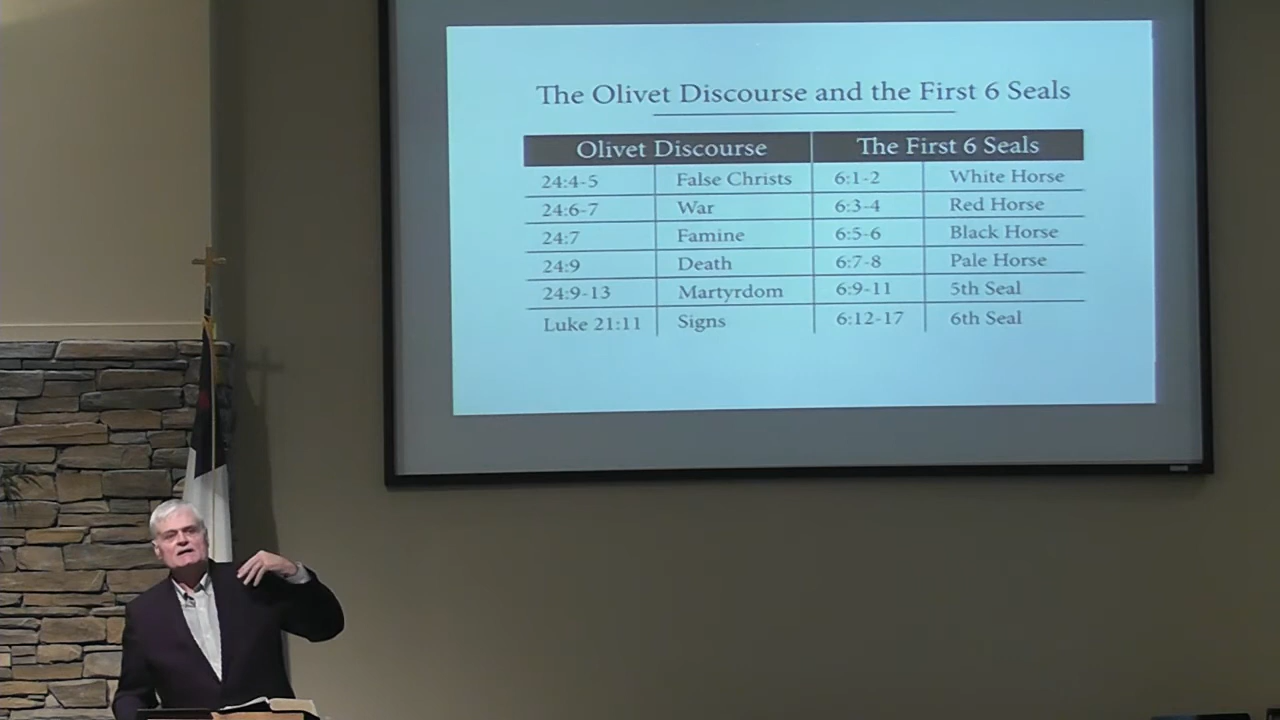 The Olivet Discourse and the First 6 Seals
Olivet Discourse The First 6 Seals
24:4-5 False Christs 6:1-2 White Horse
24:6-7 War 6:3-4 Red Horse
24:7 Famine 6:5-6 Black Horse
24:9 Death 6:7-8 Pale Horse
24:9-13 Martyrdom 6:9-11 5th Seal
Luke 21:11 Signs 6:12-17 6th Seal